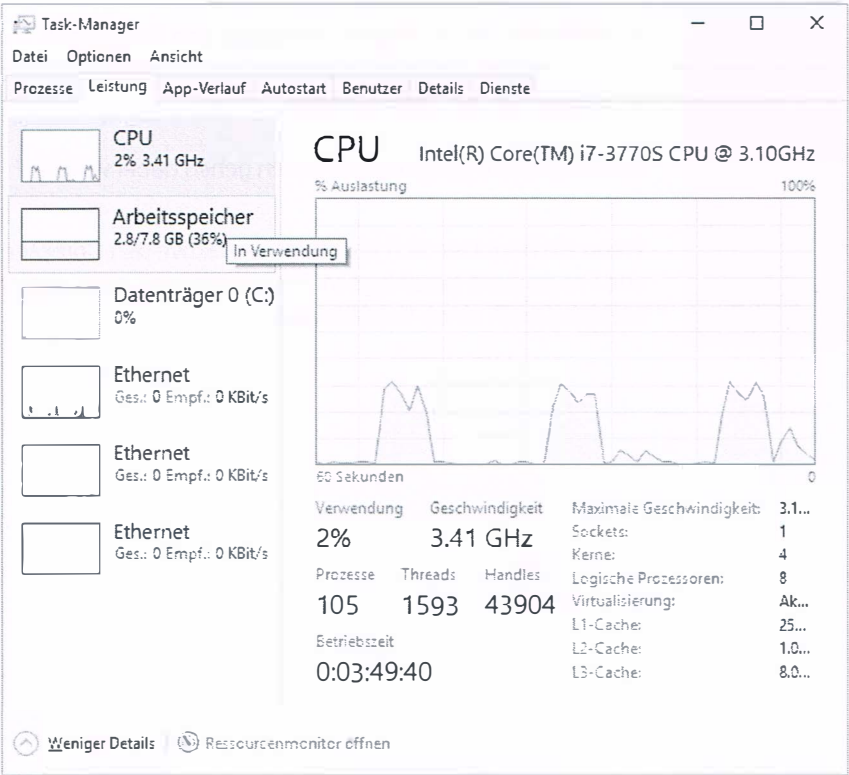 Task-Manager
Datei Optionen Ansicht
Prozesse Leistung App-Verlauf Autostart Benutzer Details Dienste
CPU
2% 3.41 GHz
Arbeitsspeicher
2.8/7.8 GB (36%)
In Verwendung
Datenträger 0 (C:)
0%
Ethernet
Ges.: 0 Empf.: 0 KBit/s
Ethernet
Ges.: 0 Empf.: 0 KBit/s
Ethernet
Ges.: 0 Empf.: 0 KBit/s
CPU Intel(R) Core(TM) i7-3770S CPU @ 3.10GHz
% Auslastung 100%
60 Sekunden 0
Verwendung Geschwindigkeit
2% 3.41 GHz
Prozesse Threads Handles
105 1593 43904
Betriebszeit
0:03:49:40
Maximale Geschwindigkeit: 3.1...
Sockets: 1
Kerne: 4
Logische Prozessoren: 8
Virtualisierung: Ak...
L1-Cache: 25...
L2-Cache: 1.0...
L3-Cache: 8.0...
Weniger Details Ressourcenmonitor öffnen